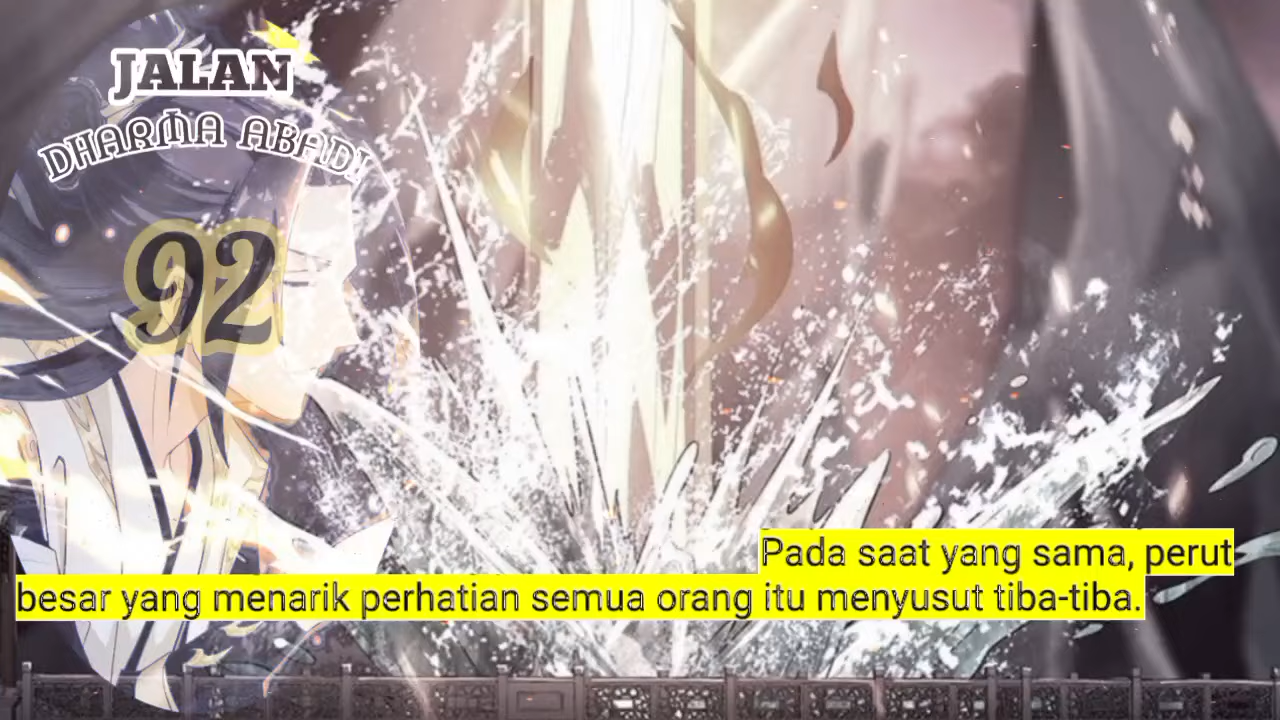 JALAN
DHARMA ABADI
92
Pada saat yang sama, perut
besar yang menarik perhatian semua orang itu menyusut tiba-tiba.